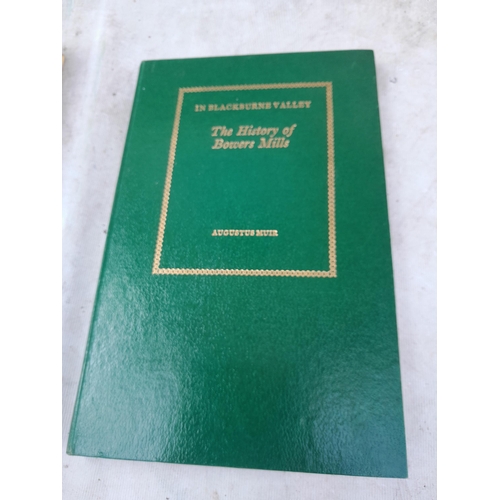 IN BLACKBURNE VALLEY
The History of
Bowers Mills
AUGUSTUS MUIR